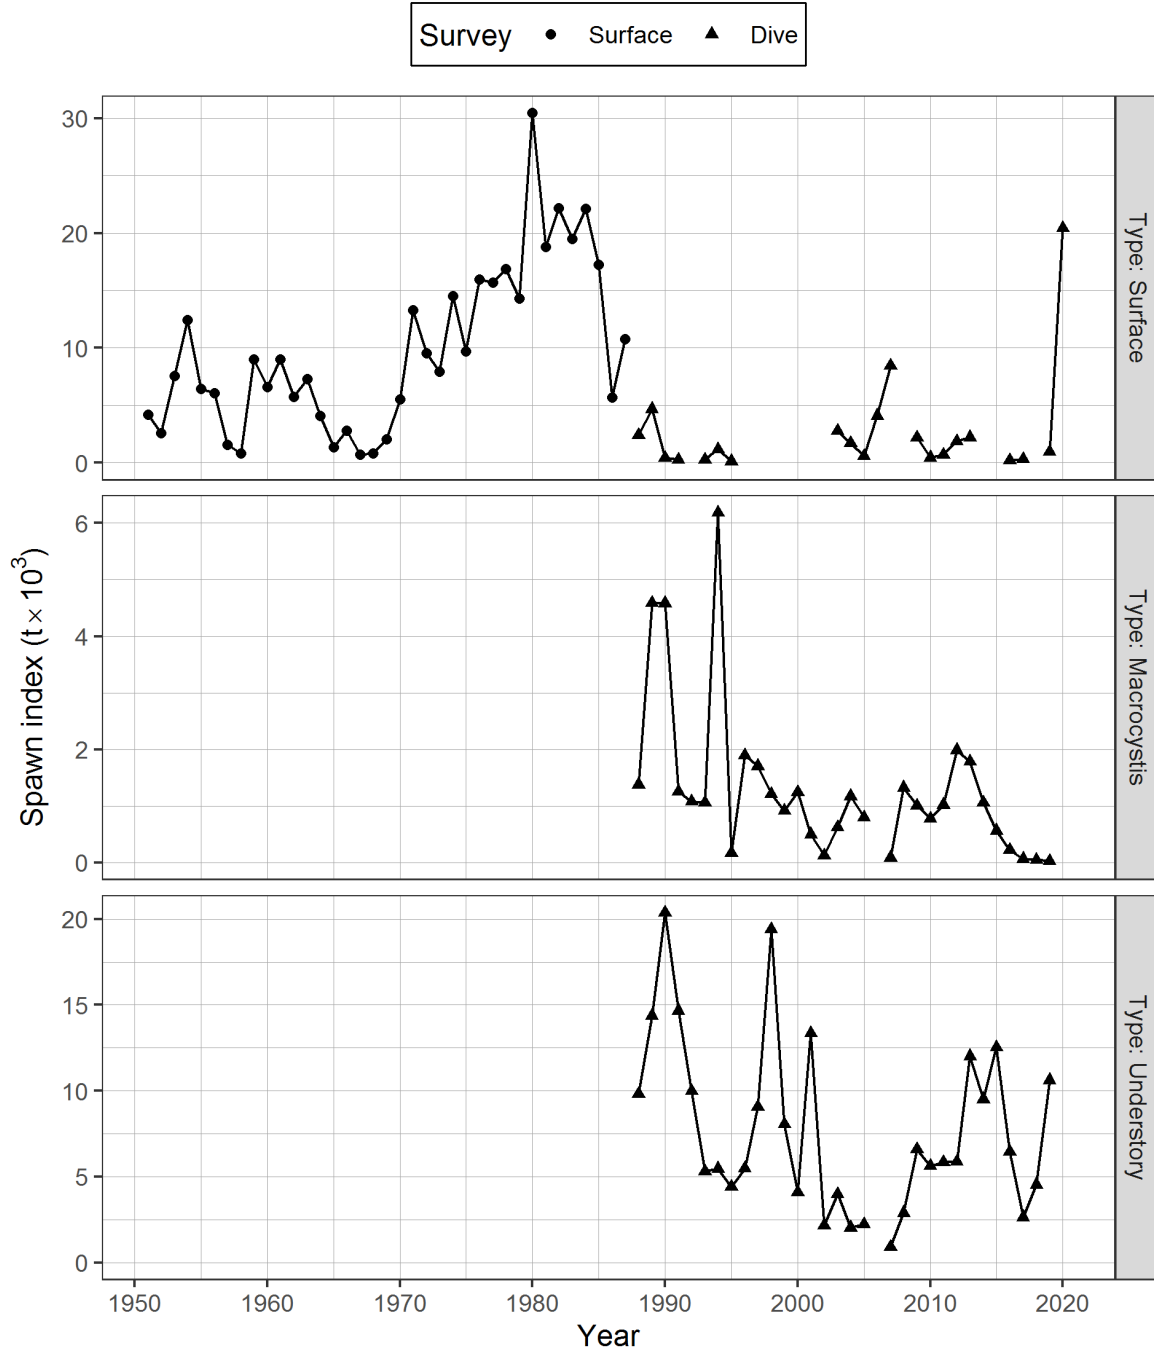 Survey Surface Dive
30
20
10
0
Type: Surface
6
4
2
0
Type: Macrocystis
20
15
10
5
0
Type: Understory
Spawn index (t × 10³)
1950 1960 1970 1980 1990 2000 2010 2020
Year